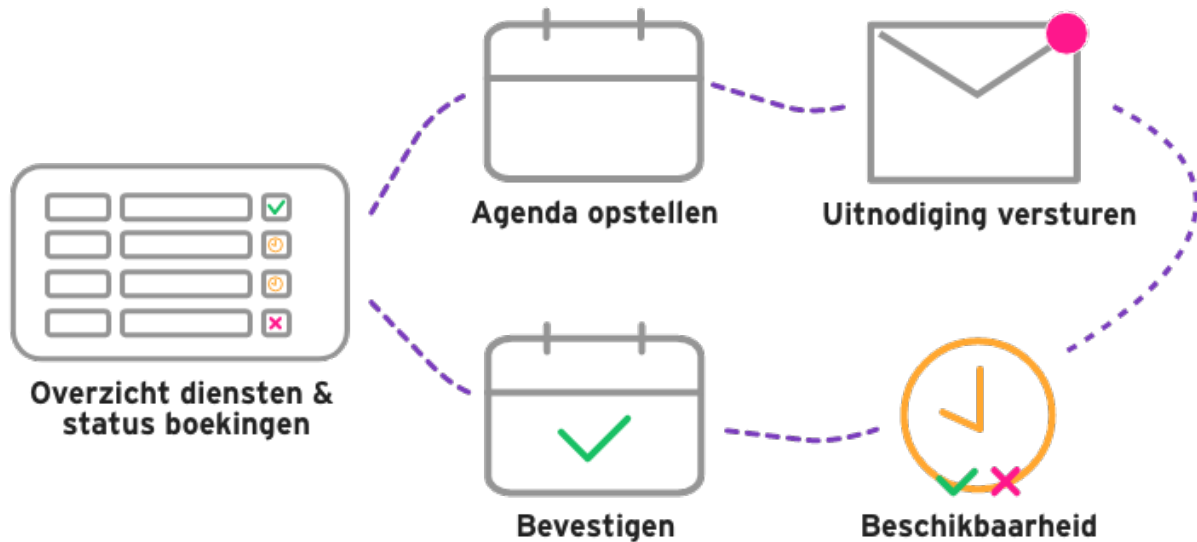 Agenda opstellen
Uitnodiging versturen
Overzicht diensten &
status boekingen
Bevestigen
Beschikbaarheid